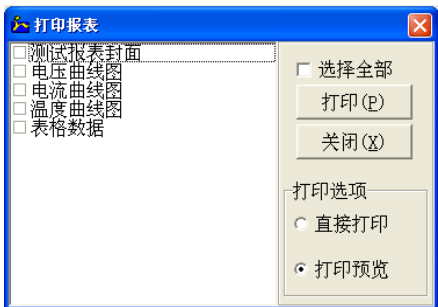 打印报表
测试报表封面
电压曲线图
电流曲线图
温度曲线图
表格数据
选择全部
打印(P)
关闭(X)
打印选项
直接打印
打印预览